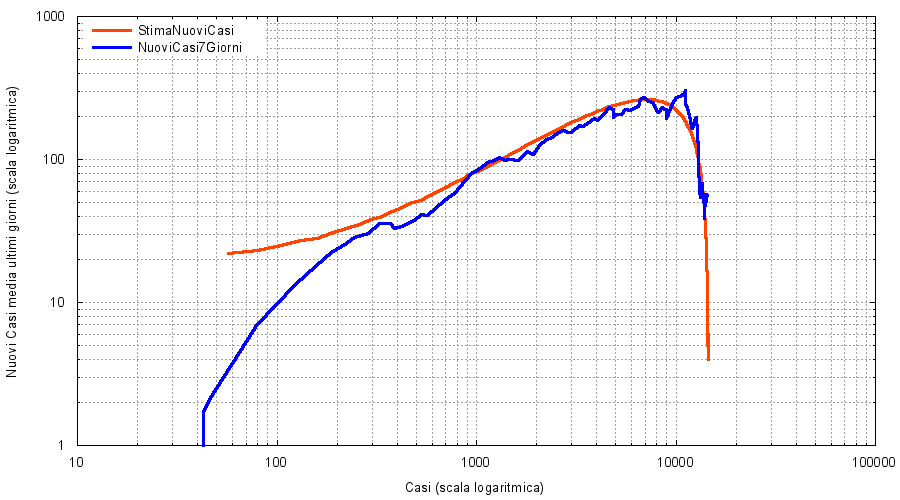 1000
StimaNuoviCasi
NuoviCasi7Giorni
100
10
1
Nuovi Casi media ultimi giorni (scala logaritmica)
10 100 1000 10000 100000
Casi (scala logaritmica)